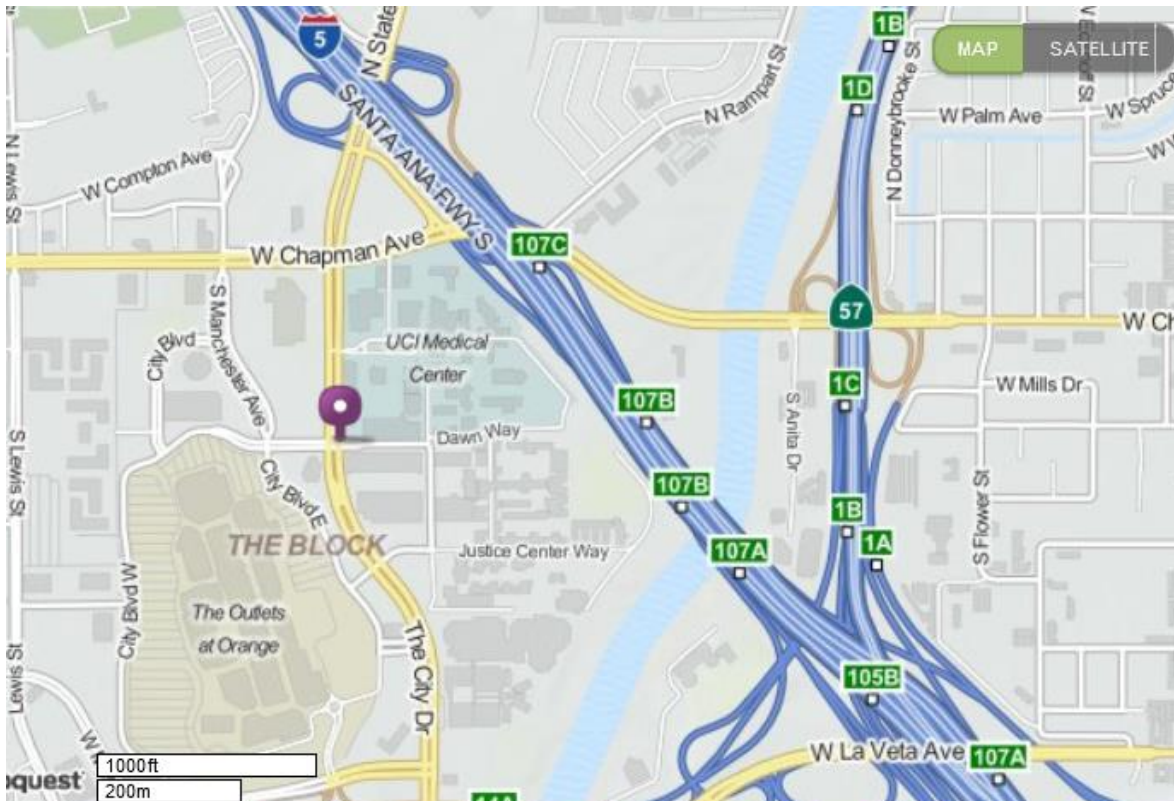 5
N State
1B
MAP
SATELLITE
1D
N Rampart St
N Donneybrooke St
W Palm Ave
W Spruce
N Lewis St
W Compton Ave
SANTA ANA FWY S
W Chapman Ave
107C
57
S Manchester Ave
City Blvd
UCI Medical
Center
107B
1C
W Mills Dr
S Anita Dr
S Lewis St
Dawn Way
City Blvd E
107B
1B
1A
S Flower St
THE BLOCK
Justice Center Way
107A
City Blvd W
The Outlets
at Orange
The City Dr
Lewis St
105B
W La Veta Ave
107A
1000ft
200m
oquest